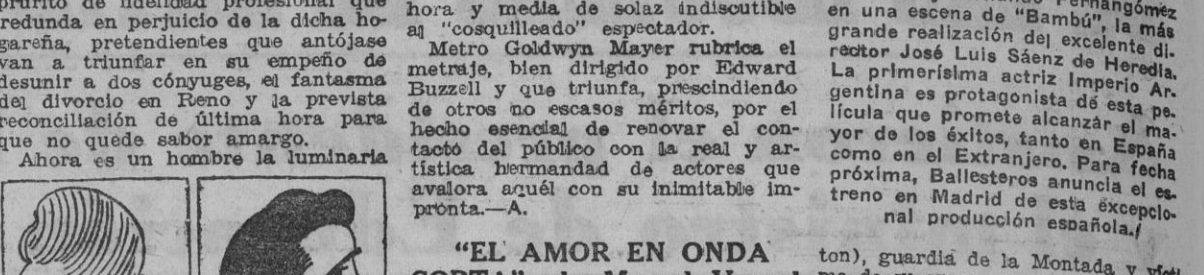 prurito de fidelidad profesional que
redunda en perjuicio de la dicha ho-
gareña, pretendientes que antójase
van a triunfar en su empeño de
desunir a dos cónyuges, el fantasma
del divorcio en Reno y la prevista
reconciliación de última hora para
que no quede sabor amargo.
Ahora es un hombre la luminaria
hora y media de solaz indiscutible
al "cosquilleado" espectador.
Metro Goldwyn Mayer rubrica el
metraje, bien dirigido por Edward
Buzzell y que triunfa, prescindiendo
de otros no escasos méritos, por el
hecho esencial de renovar el con-
tacto del público con la real y ar-
tística hermandad de actores que
avalora aquél con su inimitable im-
pronta.—A.
"EL AMOR EN ONDA
Fernangómez
en una escena de "Bambú", la más
grande realización del excelente di-
rector José Luis Sáenz de Heredia.
La primerísima actriz Imperio Ar-
gentina es protagonista de esta pe-
lícula que promete alcanzar el ma-
yor de los éxitos, tanto en España
como en el Extranjero. Para fecha
próxima, Ballesteros anuncia el es-
treno en Madrid de esta excepcio-
nal producción española./
ton), guardia de la Montada y